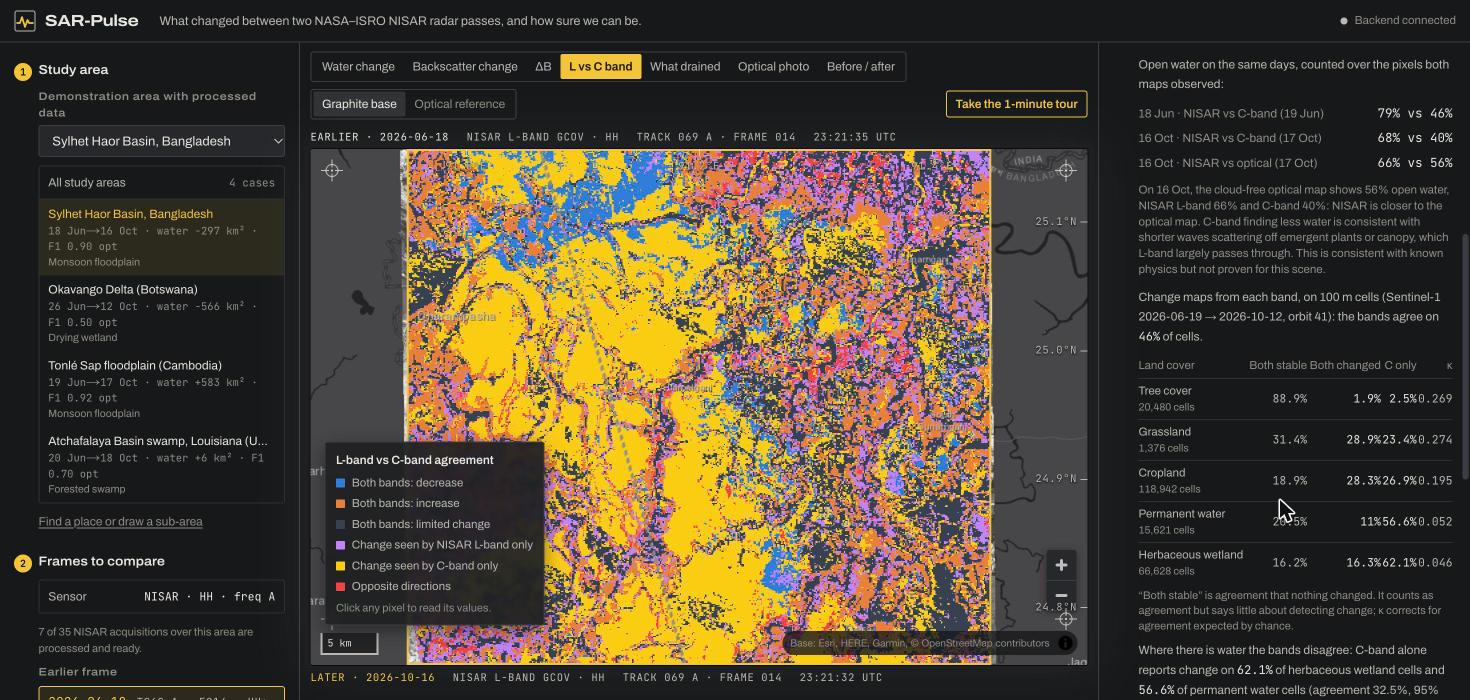 SAR-Pulse
What changed between two NASA–ISRO NISAR radar passes, and how sure we can be.
Backend connected
1 Study area
Demonstration area with processed
data
Sylhet Haor Basin, Bangladesh
All study areas 4 cases
Sylhet Haor Basin, Bangladesh
18 Jun→16 Oct · water -297 km² ·
F1 0.90 opt
Monsoon floodplain
Okavango Delta (Botswana)
26 Jun→12 Oct · water -566 km² ·
F1 0.50 opt
Drying wetland
Tonlé Sap floodplain (Cambodia)
19 Jun→17 Oct · water +583 km² ·
F1 0.92 opt
Monsoon floodplain
Atchafalaya Basin swamp, Louisiana (U...
20 Jun→18 Oct · water +6 km² · F1
0.70 opt
Forested swamp
Find a place or draw a sub-area
2 Frames to compare
Sensor NISAR · HH · freq A
7 of 35 NISAR acquisitions over this area are
processed and ready.
Earlier frame
Water change Backscatter change ΔB L vs C band What drained Optical photo Before / after
Graphite base Optical reference
Take the 1-minute tour
EARLIER · 2026-06-18 NISAR L-BAND GCOV · HH TRACK 069 A · FRAME 014 23:21:35 UTC
INDIA
25.1°N
25.0°N
24.9°N
24.8°N
L-band vs C-band agreement
Both bands: decrease
Both bands: increase
Both bands: limited change
Change seen by NISAR L-band only
Change seen by C-band only
Opposite directions
Click any pixel to read its values.
5 km
+
−
Base: Esri, HERE, Garmin, © OpenStreetMap contributors
LATER · 2026-10-16 NISAR L-BAND GCOV · HH TRACK 069 A · FRAME 014 23:21:32 UTC
Open water on the same days, counted over the pixels both
maps observed:
18 Jun · NISAR vs C-band (19 Jun) 79% vs 46%
16 Oct · NISAR vs C-band (17 Oct) 68% vs 40%
16 Oct · NISAR vs optical (17 Oct) 66% vs 56%
On 16 Oct, the cloud-free optical map shows 56% open water,
NISAR L-band 66% and C-band 40%: NISAR is closer to the
optical map. C-band finding less water is consistent with
shorter waves scattering off emergent plants or canopy, which
L-band largely passes through. This is consistent with known
physics but not proven for this scene.
Change maps from each band, on 100 m cells (Sentinel-1
2026-06-19 → 2026-10-12, orbit 41): the bands agree on
46% of cells.
Land cover Both stable Both changed C only κ
Tree cover
20,480 cells 88.9% 1.9% 2.5% 0.269
Grassland
1,376 cells 31.4% 28.9% 23.4% 0.274
Cropland
118,942 cells 18.9% 28.3% 26.9% 0.195
Permanent water
15,621 cells 11% 56.6% 0.052
Herbaceous wetland
66,628 cells 16.2% 16.3% 62.1% 0.046
“Both stable” is agreement that nothing changed. It counts as
agreement but says little about detecting change; κ corrects for
agreement expected by chance.
Where there is water the bands disagree: C-band alone
reports change on 62.1% of herbaceous wetland cells and
56.6% of permanent water cells (agreement 32.5%, 95%